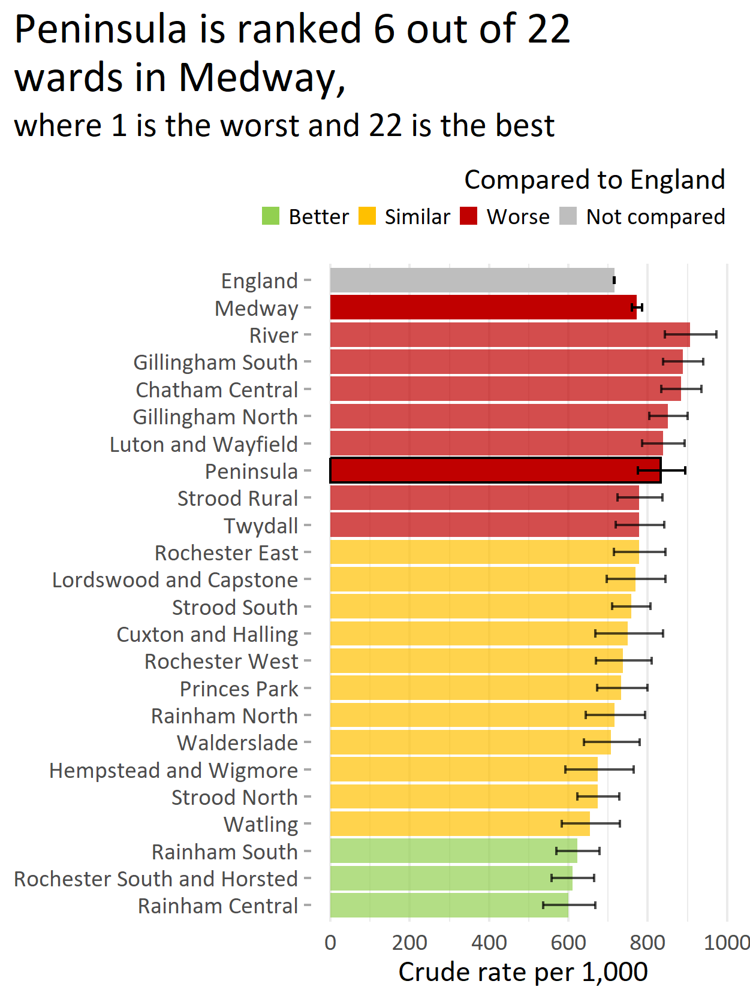 Peninsula is ranked 6 out of 22
wards in Medway,
where 1 is the worst and 22 is the best
Compared to England
Better Similar Worse Not compared
England
Medway
River
Gillingham South
Chatham Central
Gillingham North
Luton and Wayfield
Peninsula
Strood Rural
Twydall
Rochester East
Lordswood and Capstone
Strood South
Cuxton and Halling
Rochester West
Princes Park
Rainham North
Walderslade
Hempstead and Wigmore
Strood North
Watling
Rainham South
Rochester South and Horsted
Rainham Central
0 200 400 600 800 1000
Crude rate per 1,000